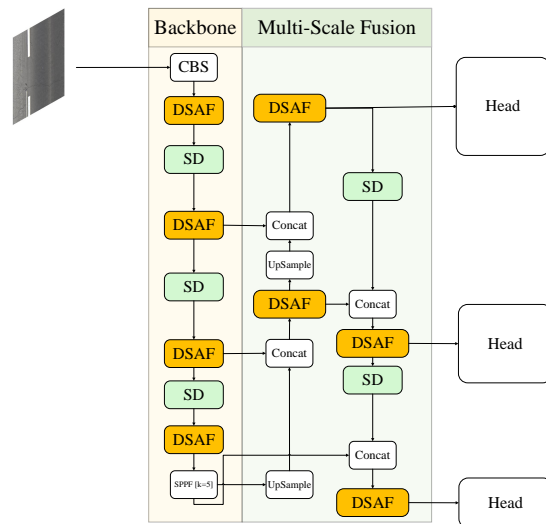 Backbone
Multi-Scale Fusion
CBS
DSAF
SD
DSAF
SD
DSAF
SD
DSAF
SPPF [k=5]
DSAF
Concat
UpSample
DSAF
Concat
UpSample
SD
Concat
DSAF
SD
Concat
DSAF
Head
Head
Head